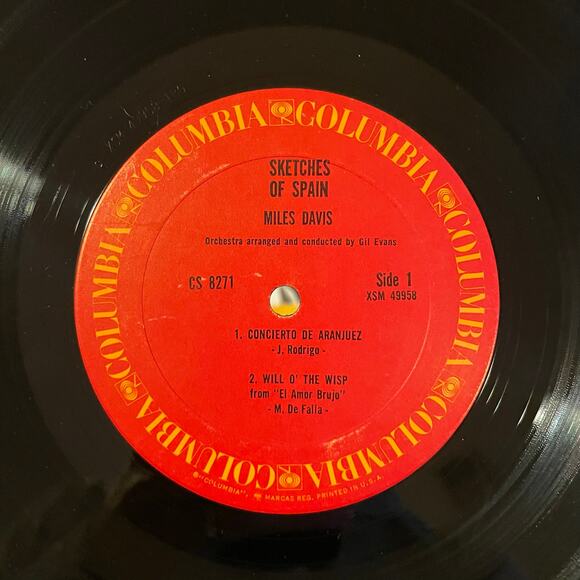 COLUMBIA COLUMBIA COLUMBIA COLUMBIA COLUMBIA COLUMBIA
SKETCHES
OF SPAIN
MILES DAVIS
Orchestra arranged and conducted by Gil Evans
CS 8271
Side 1
XSM 49958
1. CONCIERTO DE ARANJUEZ
- J. Rodrigo -
2. WILL O' THE WISP
from "El Amor Brujo"
- M. De Falla -
"COLUMBIA", MARCAS REG. PRINTED IN U.S.A.